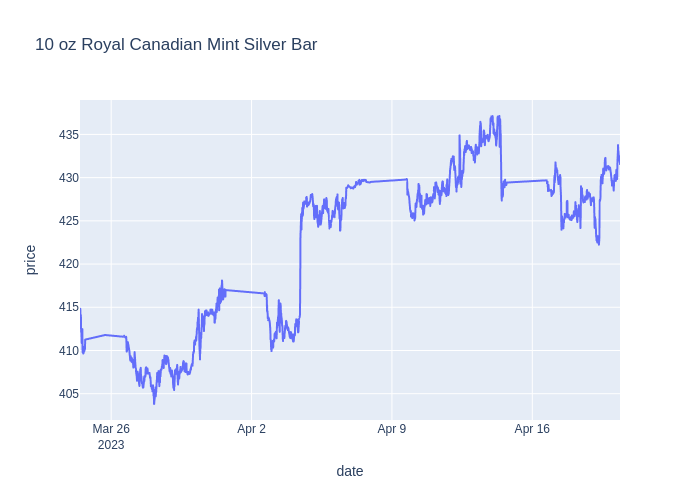 10 oz Royal Canadian Mint Silver Bar
price
435
430
425
420
415
410
405
Mar 26
2023
Apr 2
Apr 9
Apr 16
date